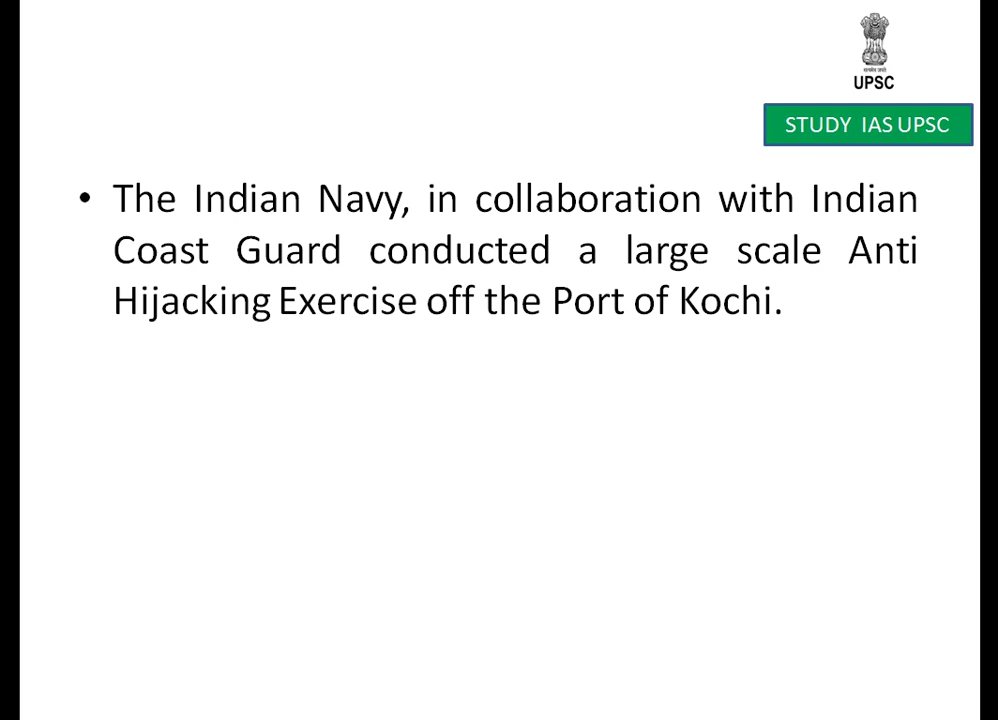 UPSC
STUDY IAS UPSC
• The Indian Navy, in collaboration with Indian
Coast Guard conducted a large scale Anti
Hijacking Exercise off the Port of Kochi.